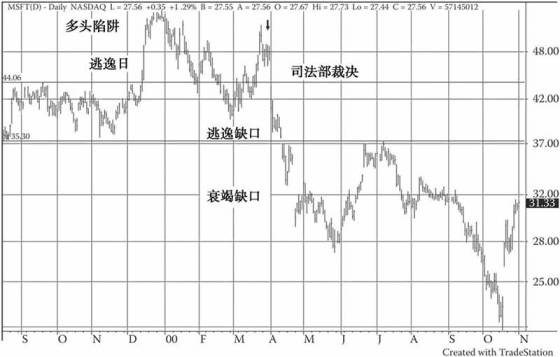 MSFT(D) - Daily NASDAQ L = 27.56 +0.35 +1.29% B = 27.55 A = 27.56 O = 27.67 Hi = 27.73 Lo = 27.44 C = 27.56 V = 57145012
多头陷阱
逃逸日
司法部裁决
48.00
44.06
42.00
逃逸缺口
35.30
37.00
衰竭缺口
32.00
31.33
28.00
25.00
S O N D 00 F M A M J J A S O N
Created with TradeStation